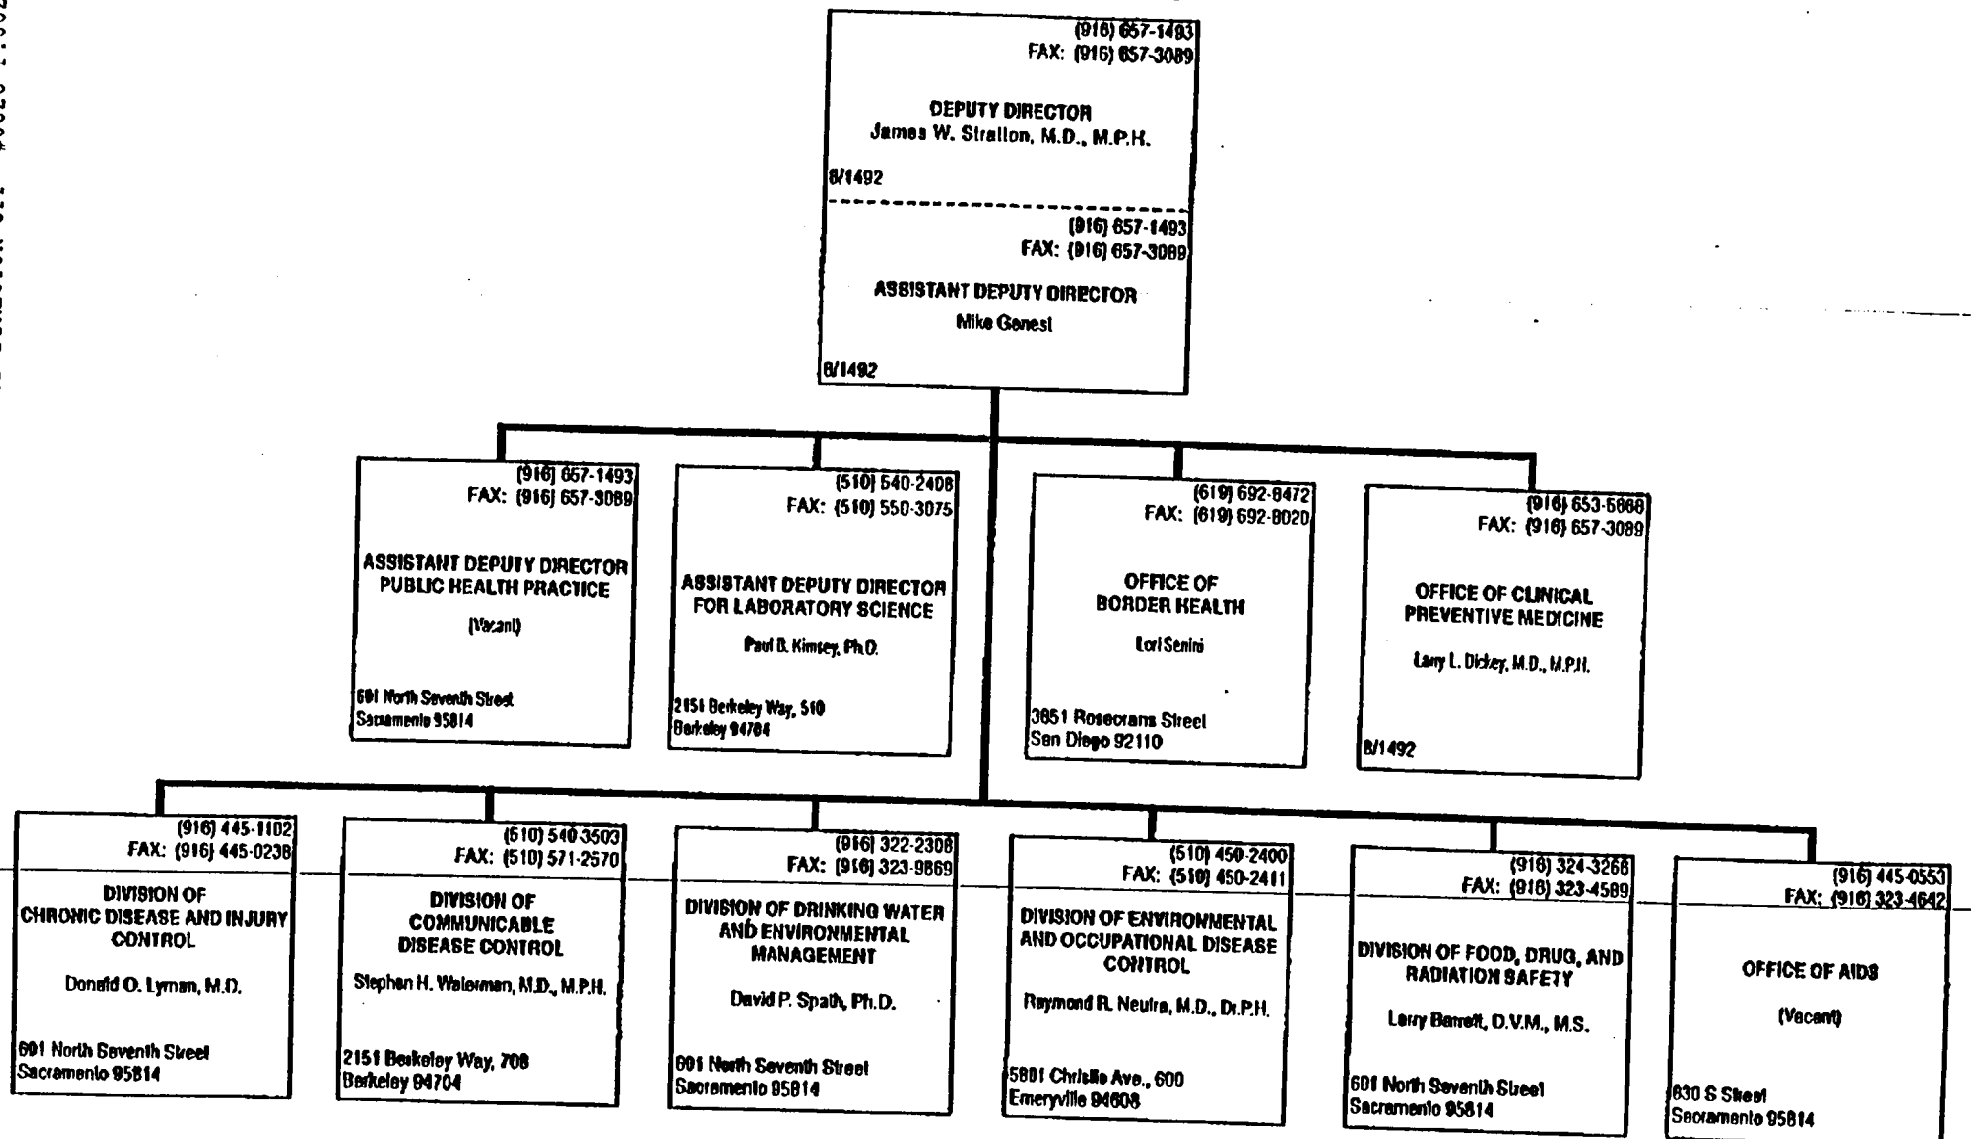 (916) 657-1493
FAX: (916) 657-3089
DEPUTY DIRECTOR
James W. Stratton, M.D., M.P.H.
8/1492
(916) 657-1493
FAX: (916) 657-3089
ASSISTANT DEPUTY DIRECTOR
Mike Genest
8/1492
(916) 657-1493
FAX: (916) 657-3089
ASSISTANT DEPUTY DIRECTOR
PUBLIC HEALTH PRACTICE
(Vacant)
601 North Seventh Street
Sacramento 95814
(510) 540-2408
FAX: (510) 550-3075
ASSISTANT DEPUTY DIRECTOR
FOR LABORATORY SCIENCE
Paul B. Kimsey, Ph.D.
2151 Berkeley Way, 510
Berkeley 94704
(619) 692-8472
FAX: (619) 692-8020
OFFICE OF
BORDER HEALTH
Lori Senini
3851 Rosecrans Street
San Diego 92110
(916)
FAX: (916) 657-3089
OFFICE OF CLINICAL
PREVENTIVE MEDICINE
Larry L. Dickey, M.D., M.P.H.
8/1492
(916) 445-1102
FAX: (916) 445-0238
DIVISION OF
CHRONIC DISEASE AND INJURY
CONTROL
Donald O. Lyman, M.D.
601 North Seventh Street
Sacramento 95814
(510) 540-3503
FAX: (510) 571-2570
DIVISION OF
COMMUNICABLE
DISEASE CONTROL
Stephen H. Waterman, M.D., M.P.H.
2151 Berkeley Way, 708
Berkeley 94704
(916) 322-2308
FAX: (916) 323-9869
DIVISION OF DRINKING WATER
AND ENVIRONMENTAL
MANAGEMENT
David P. Spath, Ph.D.
601 North Seventh Street
Sacramento 95814
(510) 450-2400
FAX: (510) 450-2411
DIVISION OF ENVIRONMENTAL
AND OCCUPATIONAL DISEASE
CONTROL
Raymond R. Neutra, M.D., Dr.P.H.
5801 Christie Ave., 600
Emeryville 94608
(916) 324-3266
FAX: (916) 323-4589
DIVISION OF FOOD, DRUG, AND
RADIATION SAFETY
Larry Barrett, D.V.M., M.S.
601 North Seventh Street
Sacramento 95814
(916) 445-0553
FAX: (916) 323-4642
OFFICE OF AIDS
(Vacant)
830 S Street
Sacramento 95814